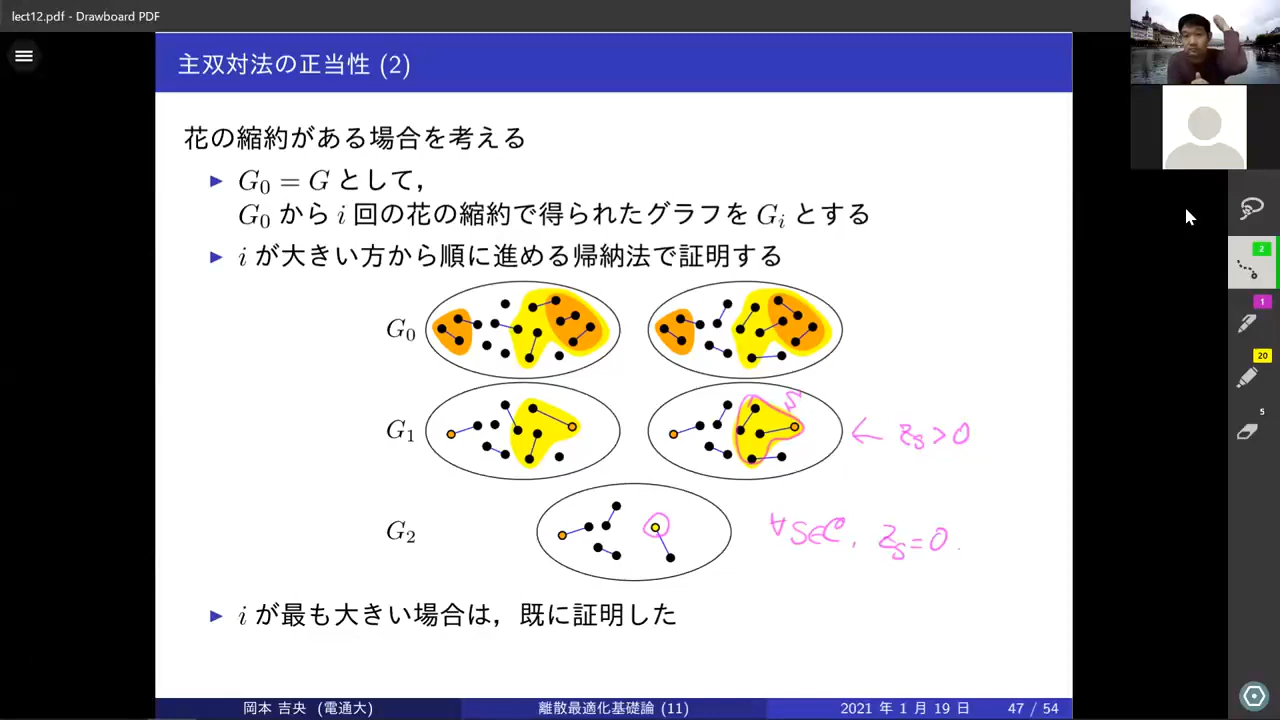 lect12.pdf - Drawboard PDF
主双対法の正当性 (2)
花の縮約がある場合を考える
▶ G₀ = G として,
G₀ から i 回の花の縮約で得られたグラフを Gᵢ とする
▶ i が大きい方から順に進める帰納法で証明する
G₀
G₁
S
← z_S > 0
G₂
∀S∈C, z_S = 0.
▶ i が最も大きい場合は，既に証明した
岡本 吉央 (電通大)
離散最適化基礎論 (11)
2021 年 1 月 19 日
47 / 54
2
1
20
5